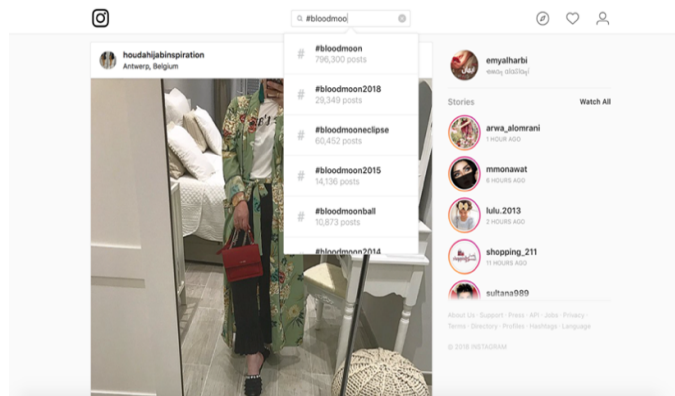 #bloodmoo
houdahijabinspiration
Antwerp, Belgium
#bloodmoon
796,300 posts
#bloodmoon2018
29,349 posts
#bloodmooneclipse
60,452 posts
#bloodmoon2015
14,136 posts
#bloodmoonball
10,873 posts
#bloodmoon2014
emyalharbi
Stories
Watch All
arwa_alomrani
1 HOUR AGO
mmonawat
6 HOURS AGO
lulu.2013
2 HOURS AGO
shopping_211
11 HOURS AGO
sultana989
About Us · Support · Press · API · Jobs · Privacy ·
Terms · Directory · Profiles · Hashtags · Language
© 2018 INSTAGRAM